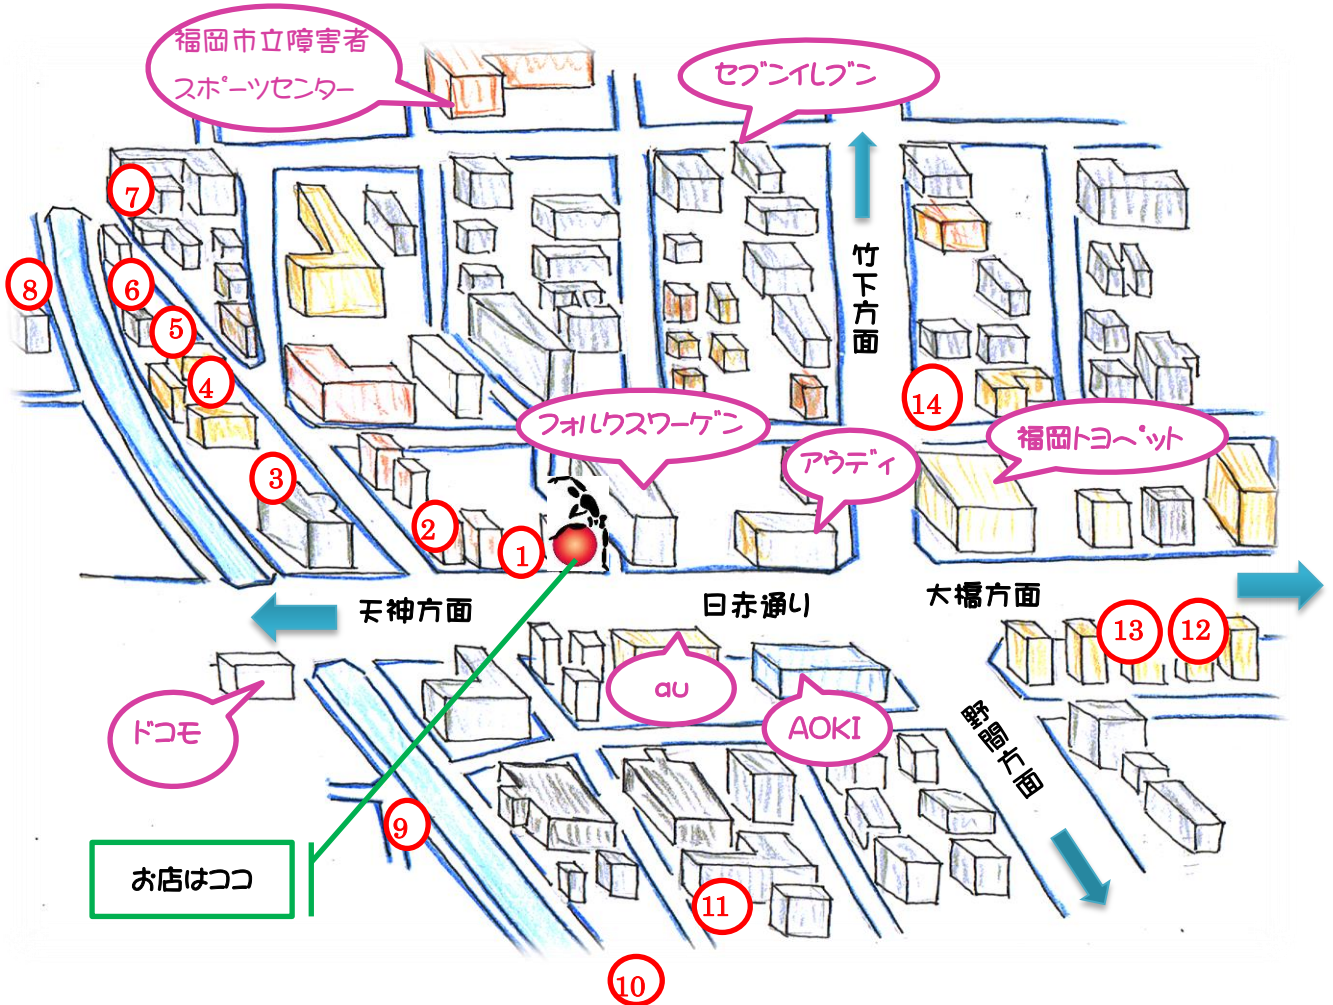 福岡市立障害者
スポーツセンター
セブンイレブン
7
8
6
5
4
竹下方面
14
フォルクスワーゲン
福岡トヨペット
アウディ
3
2
1
天神方面
日赤通り
大橋方面
13
12
au
AOKI
ドコモ
野間方面
9
お店はココ
11
10